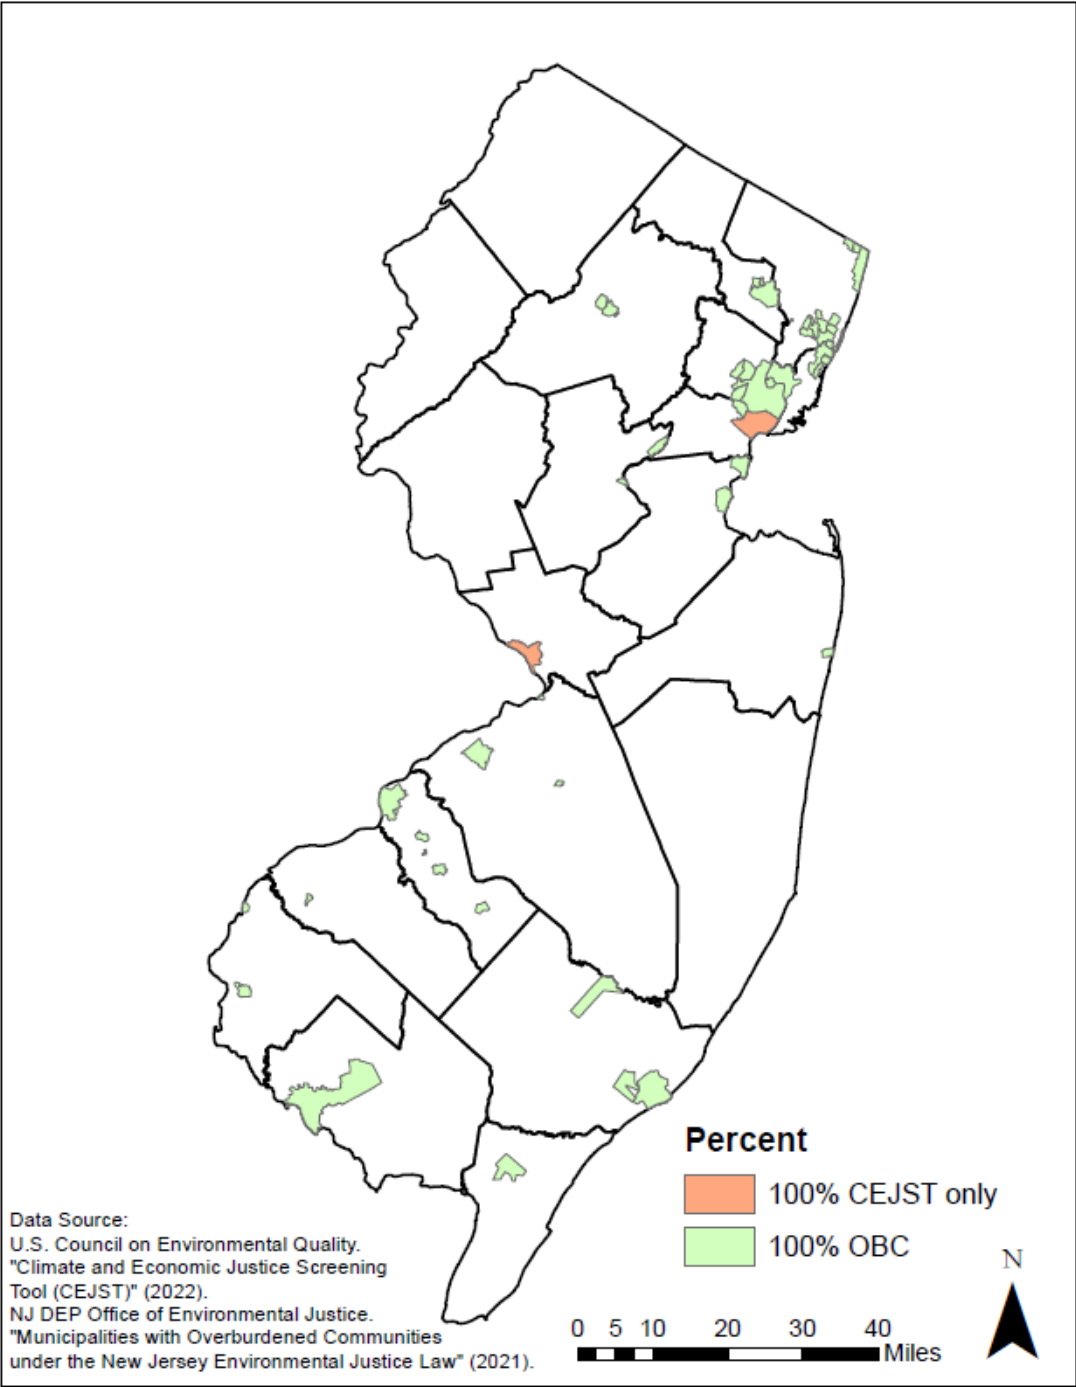 Percent
100% CEJST only
100% OBC
Data Source:
U.S. Council on Environmental Quality.
"Climate and Economic Justice Screening
Tool (CEJST)" (2022).
NJ DEP Office of Environmental Justice.
"Municipalities with Overburdened Communities
under the New Jersey Environmental Justice Law" (2021).
N
0 5 10 20 30 40
Miles